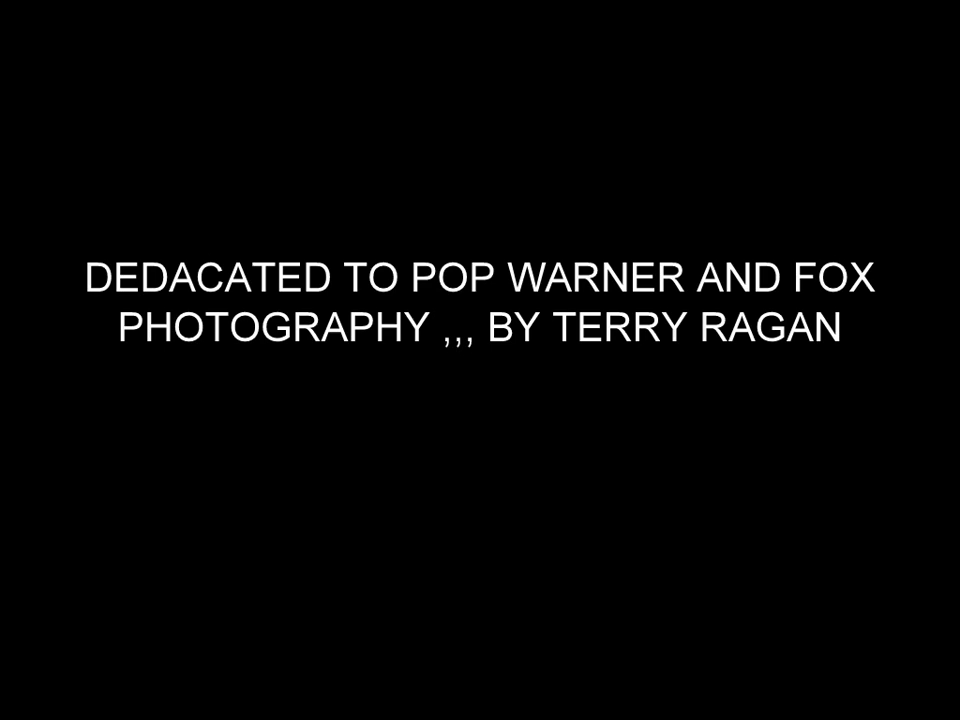 DEDACATED TO POP WARNER AND FOX
PHOTOGRAPHY ,,, BY TERRY RAGAN